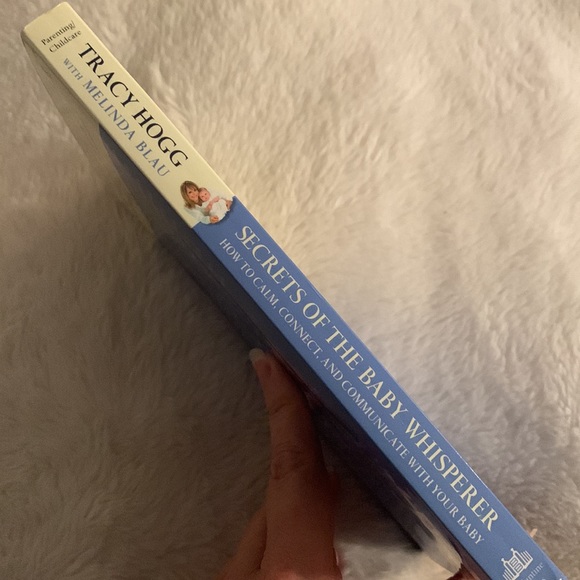 Parenting/
Childcare
TRACY HOGG
WITH MELINDA BLAU
SECRETS OF THE BABY WHISPERER
HOW TO CALM, CONNECT, AND COMMUNICATE WITH YOUR BABY